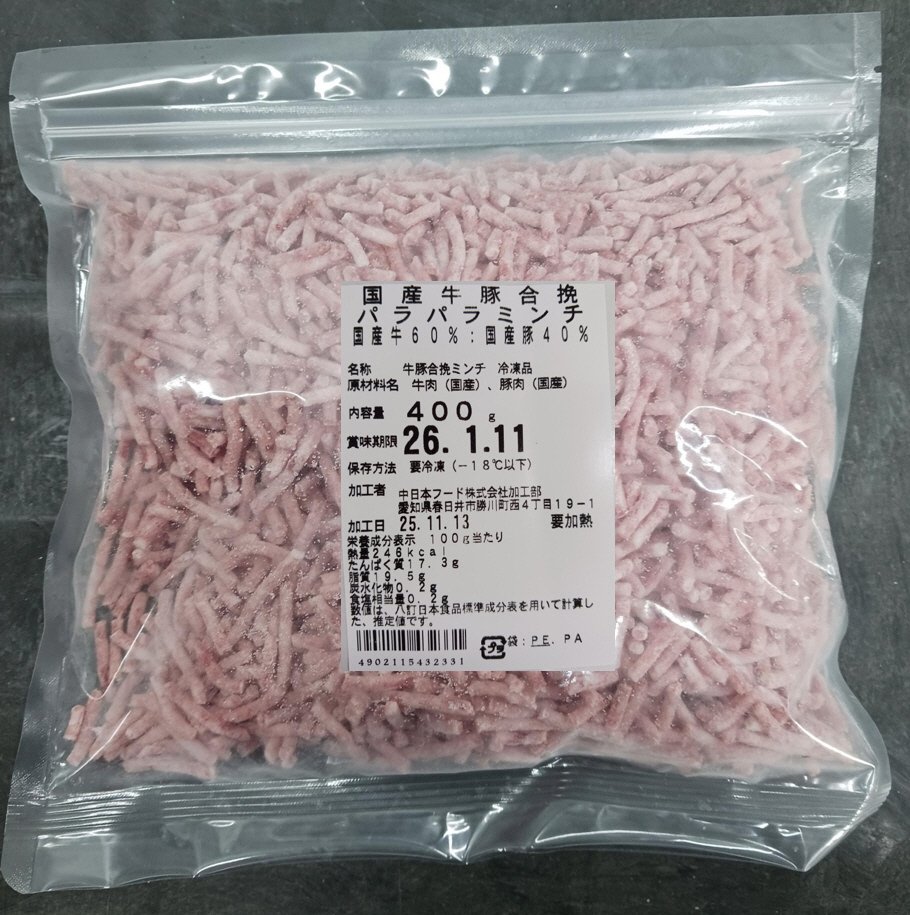 国産牛豚合挽
パラパラミンチ
国産牛60%:国産豚40%
名称 牛豚合挽ミンチ 冷凍品
原材料名 牛肉(国産)、豚肉(国産)
内容量 400g
賞味期限 26.1.11
保存方法 要冷凍(-18℃以下)
加工者 中日本フード株式会社加工部
愛知県春日井市勝川町西4丁目19-1
加工日 25.11.13 要加熱
栄養成分表示 100g当たり
熱量246kcal
たんぱく質17.3g
脂質19.5g
炭水化物0.2g
食塩相当量0.2g
数値は、八訂日本食品標準成分表を用いて計算し
た、推定値です。
プラ 袋:PE、PA
4902115432331